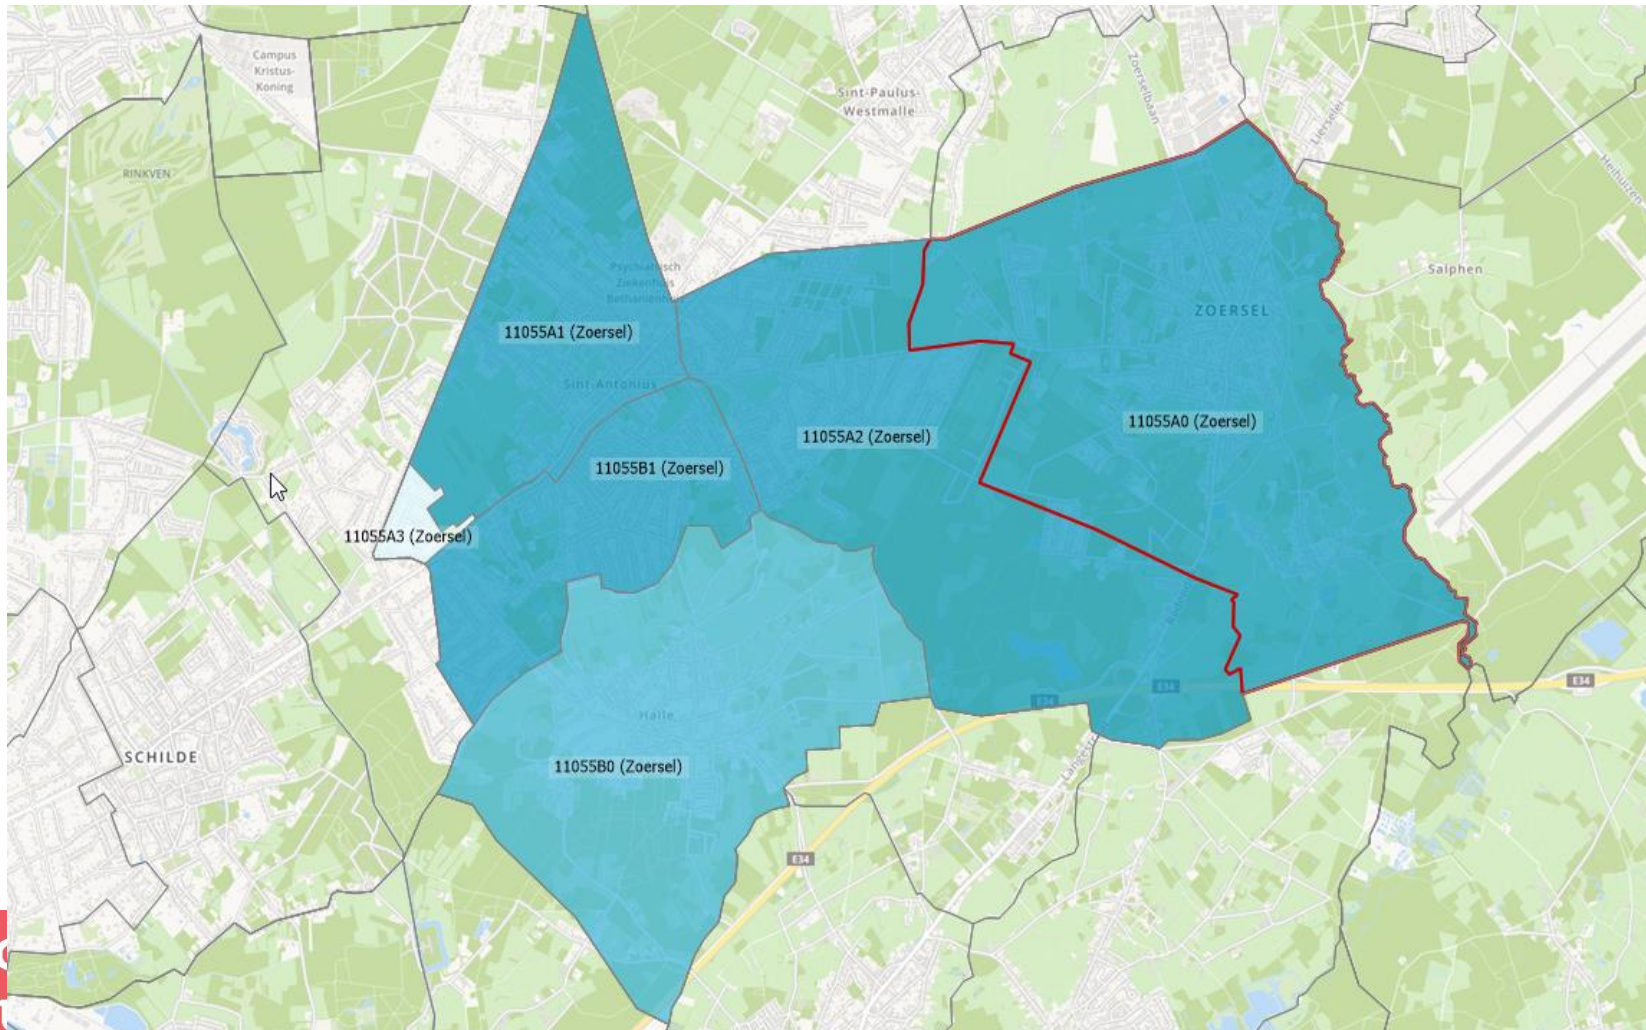 Campus
Kristus-
Koning
Sint-Paulus-
Westmalle
Zoerselbaan
Lierselei
Heihuizen
RINKVEN
Salphen
Psychiatrisch
Ziekenhuis
ZOERSEL
11055A1 (Zoersel)
Sint-Antonius
11055A0 (Zoersel)
11055A2 (Zoersel)
11055B1 (Zoersel)
11055A3 (Zoersel)
E34
E34
E34
Halle
SCHILDE
11055B0 (Zoersel)
E34